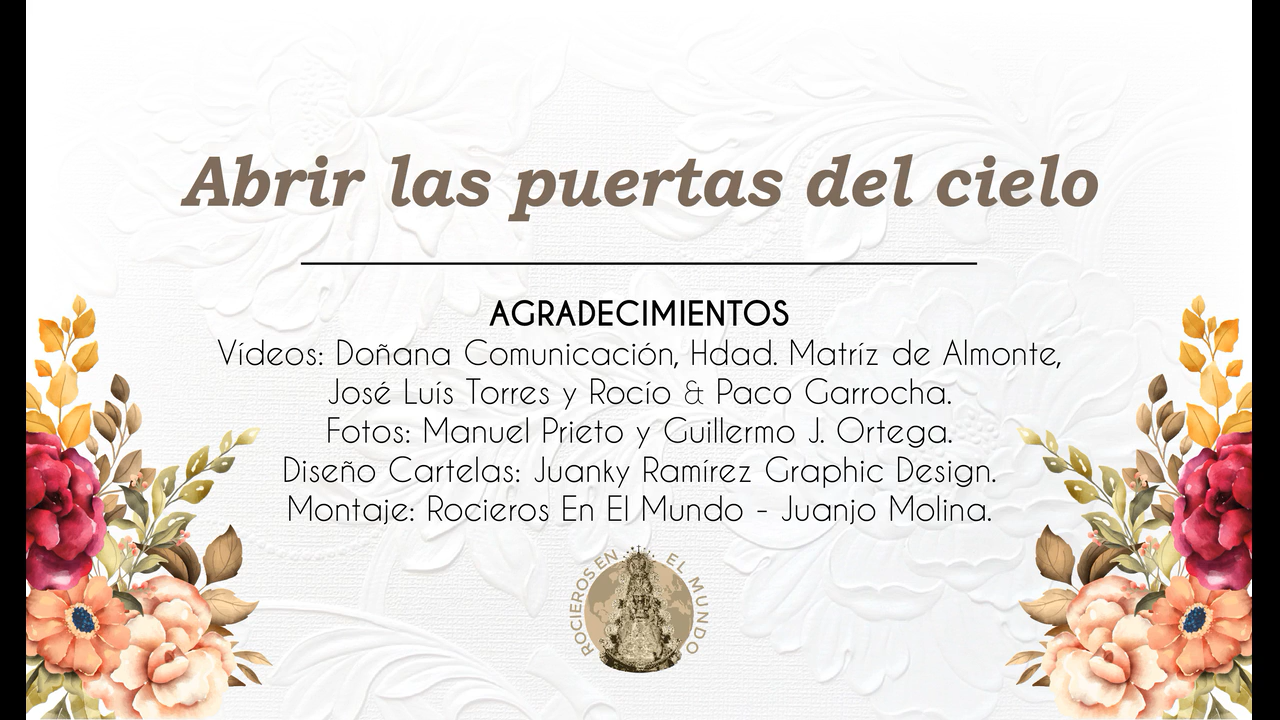 Abrir las puertas del cielo
AGRADECIMIENTOS
Vídeos: Doñana Comunicación, Hdad. Matríz de Almonte,
José Luís Torres y Rocío & Paco Garrocha.
Fotos: Manuel Prieto y Guillermo J. Ortega.
Diseño Cartelas: Juanky Ramírez Graphic Design.
Montaje: Rocieros En El Mundo - Juanjo Molina.
ROCIEROS EN EL MUNDO